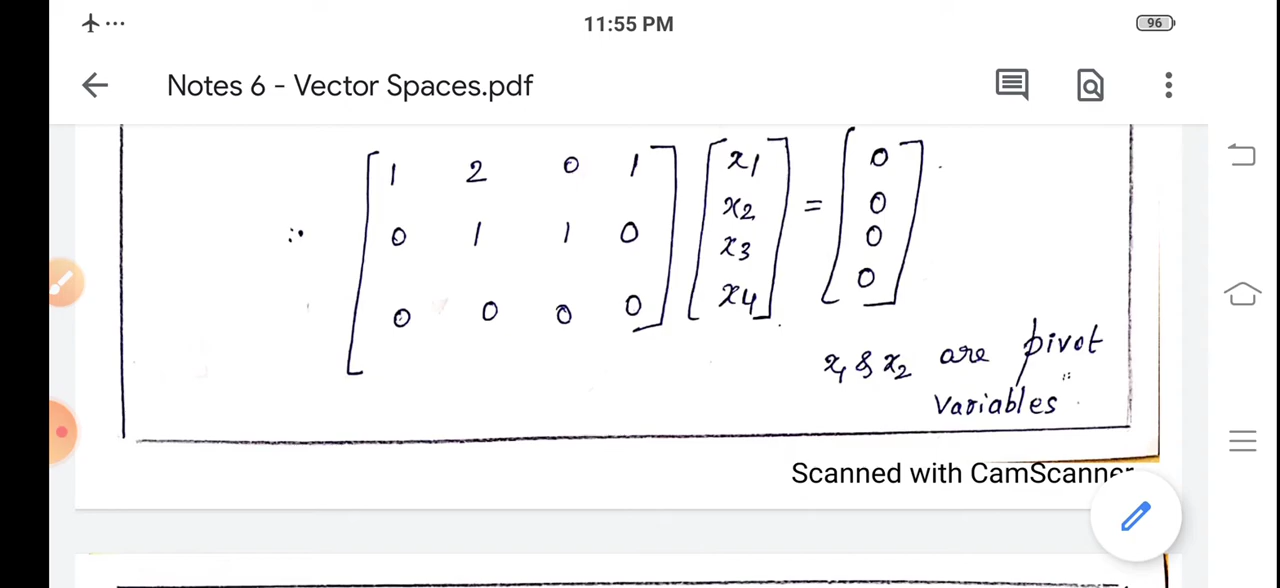 11:55 PM 96
Notes 6 - Vector Spaces.pdf
∴ [1 2 0 1] [x1] = [0]
[0 1 1 0] [x2] [0]
[x3] [0]
[0 0 0 0] [x4] [0]
x1 & x2 are pivot
variables.
Scanned with CamScanner